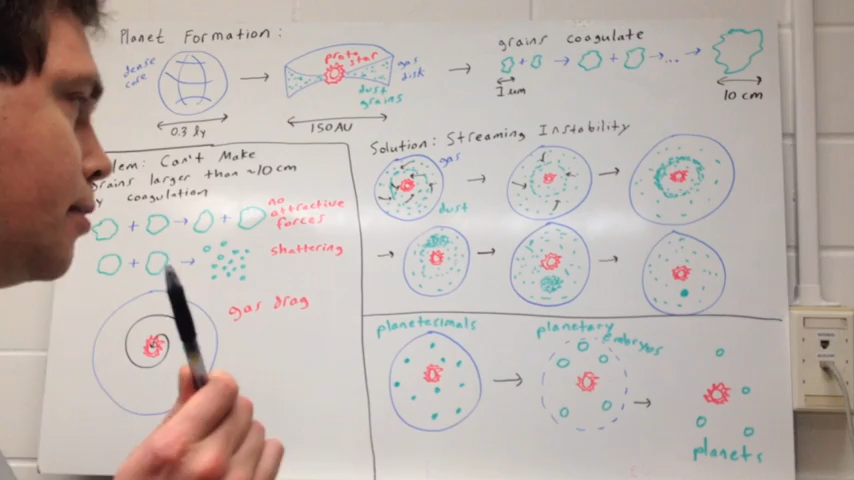 Planet Formation:
dense
core
0.3 ly
proto
star
gas
disk
dust
grains
150 AU
grains coagulate
1 um
10 cm
lem: Can't Make
grains larger than ~10 cm
y coagulation
no
attractive
forces
shattering
gas drag
Solution: Streaming Instability
gas
dust
planetesimals
planetary
embryos
planets